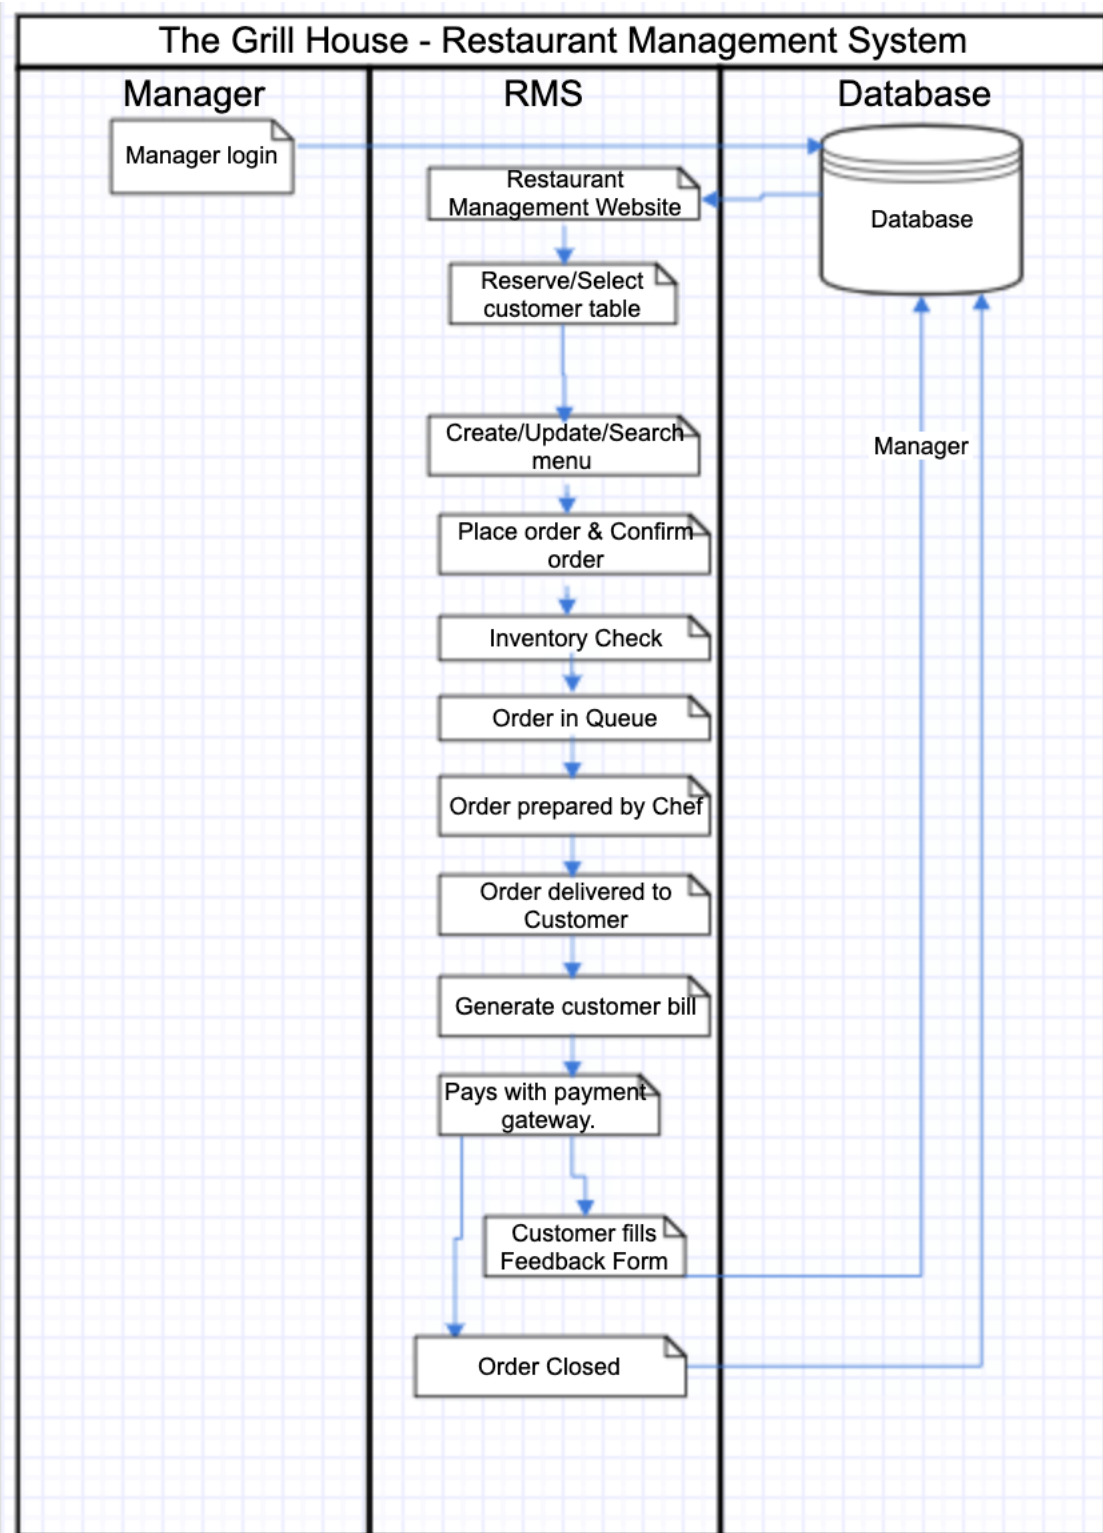 The Grill House - Restaurant Management System
Manager
RMS
Database
Manager login
Restaurant
Management Website
Database
Reserve/Select
customer table
Create/Update/Search
menu
Manager
Place order & Confirm
order
Inventory Check
Order in Queue
Order prepared by Chef
Order delivered to
Customer
Generate customer bill
Pays with payment
gateway.
Customer fills
Feedback Form
Order Closed